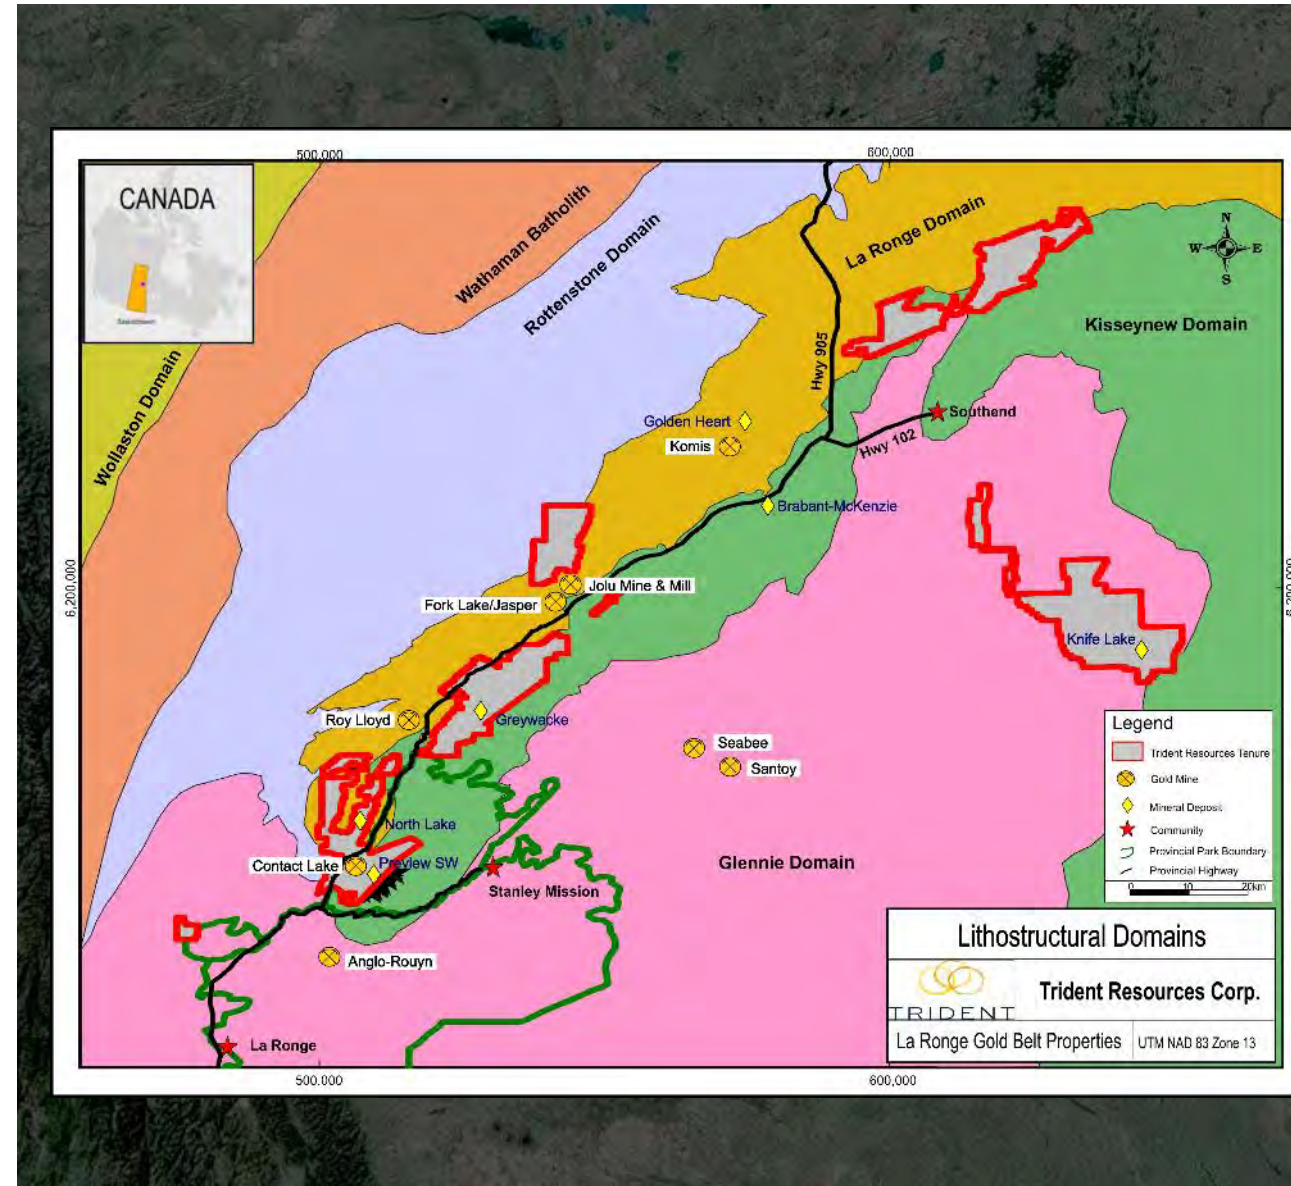 500,000
600,000
CANADA
Wathaman Batholith
Rottenstone Domain
La Ronge Domain
N
W
E
S
Kisseynew Domain
Wollaston Domain
Hwy 905
Golden Heart
Southend
Komis
Hwy 102
Brabant-McKenzie
6,200,000
Jolu Mine & Mill
Fork Lake/Jasper
Knife Lake
Roy Lloyd
Greywacke
Seabee
Santoy
North Lake
Contact Lake
Preview SW
Glennie Domain
Stanley Mission
Anglo-Rouyn
La Ronge
Legend
Trident Resources Tenure
Gold Mine
Mineral Deposit
Community
Provincial Park Boundary
Provincial Highway
0 10 20km
Lithostructural Domains
TRIDENT
Trident Resources Corp.
La Ronge Gold Belt Properties
UTM NAD 83 Zone 13
500,000
600,000